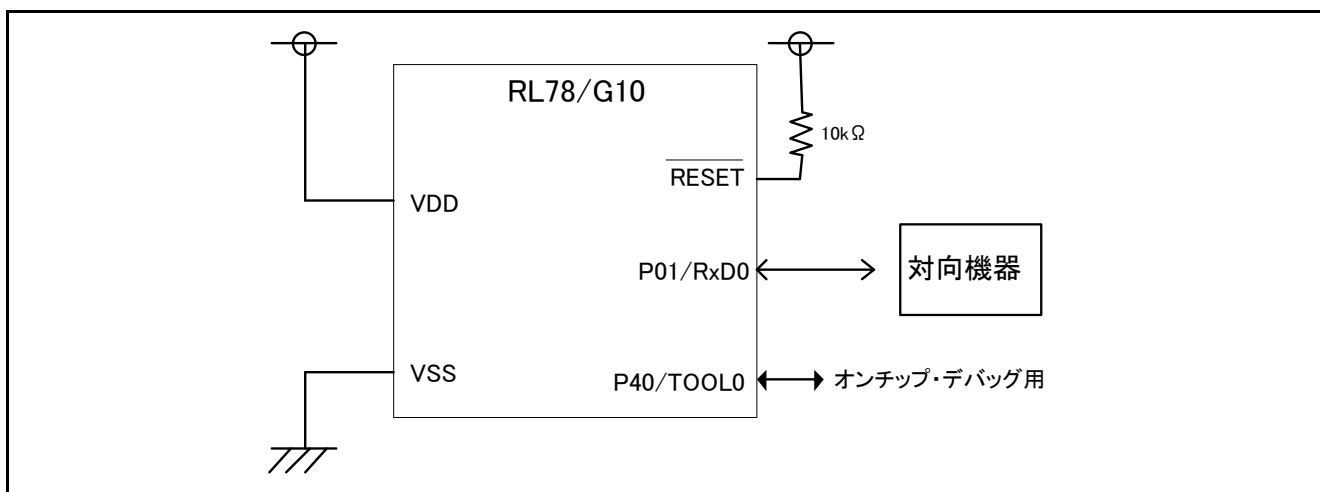 RL78/G10
10kΩ
RESET
VDD
P01/RxD0
対向機器
VSS
P40/TOOL0
オンチップ・デバッグ用